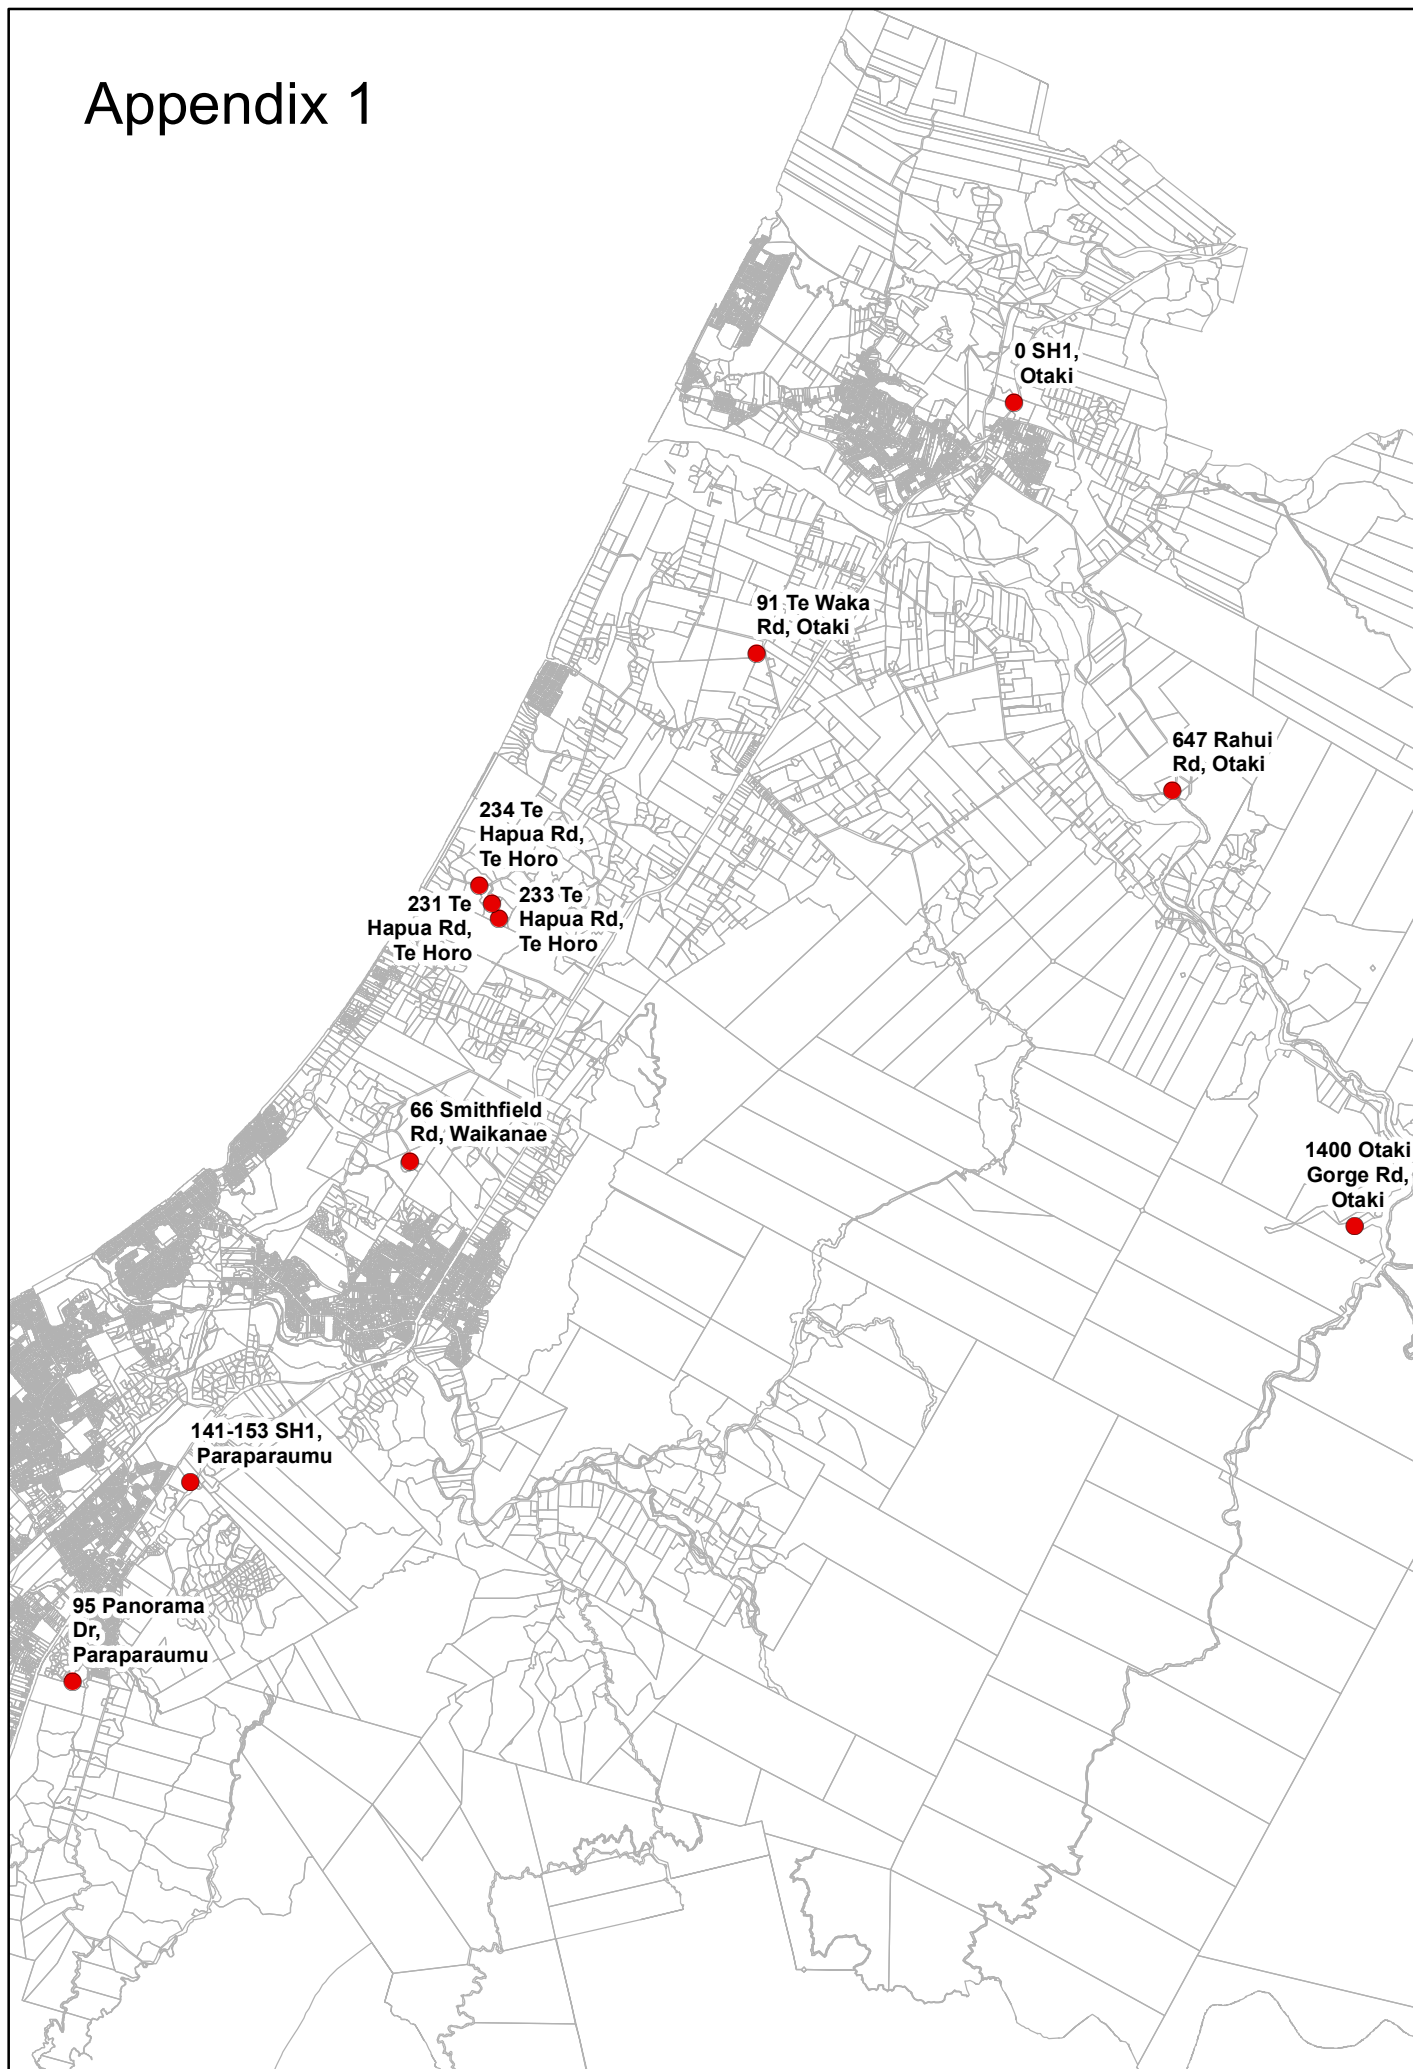 Appendix 1
0 SH1,
Otaki
91 Te Waka
Rd, Otaki
647 Rahui
Rd, Otaki
234 Te
Hapua Rd,
Te Horo
231 Te
Hapua Rd,
Te Horo
233 Te
Hapua Rd,
Te Horo
66 Smithfield
Rd, Waikanae
1400 Otaki
Gorge Rd,
Otaki
141-153 SH1,
Paraparaumu
95 Panorama
Dr,
Paraparaumu